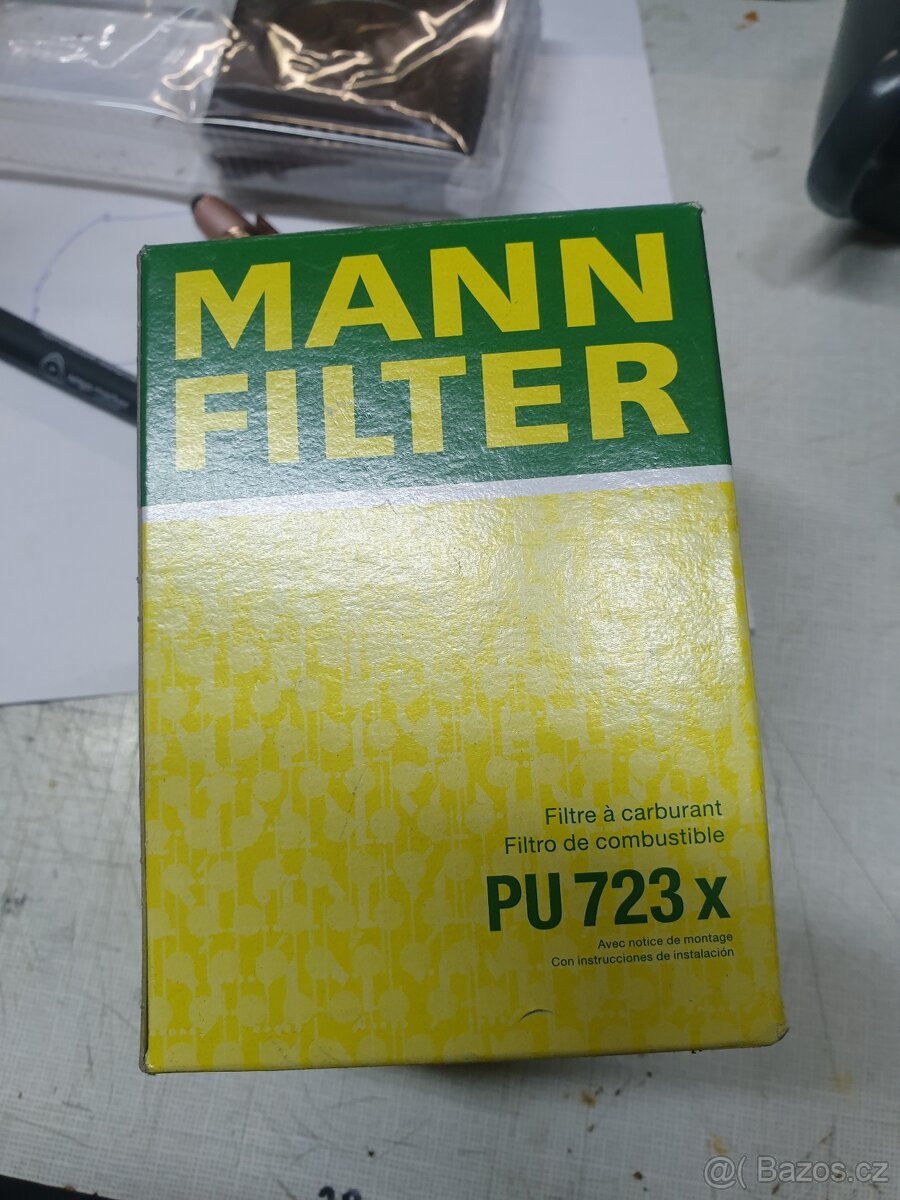 MANN
FILTER
Filtre à carburant
Filtro de combustible
PU 723 x
Avec notice de montage
Con instrucciones de instalación
@( Bazos.cz